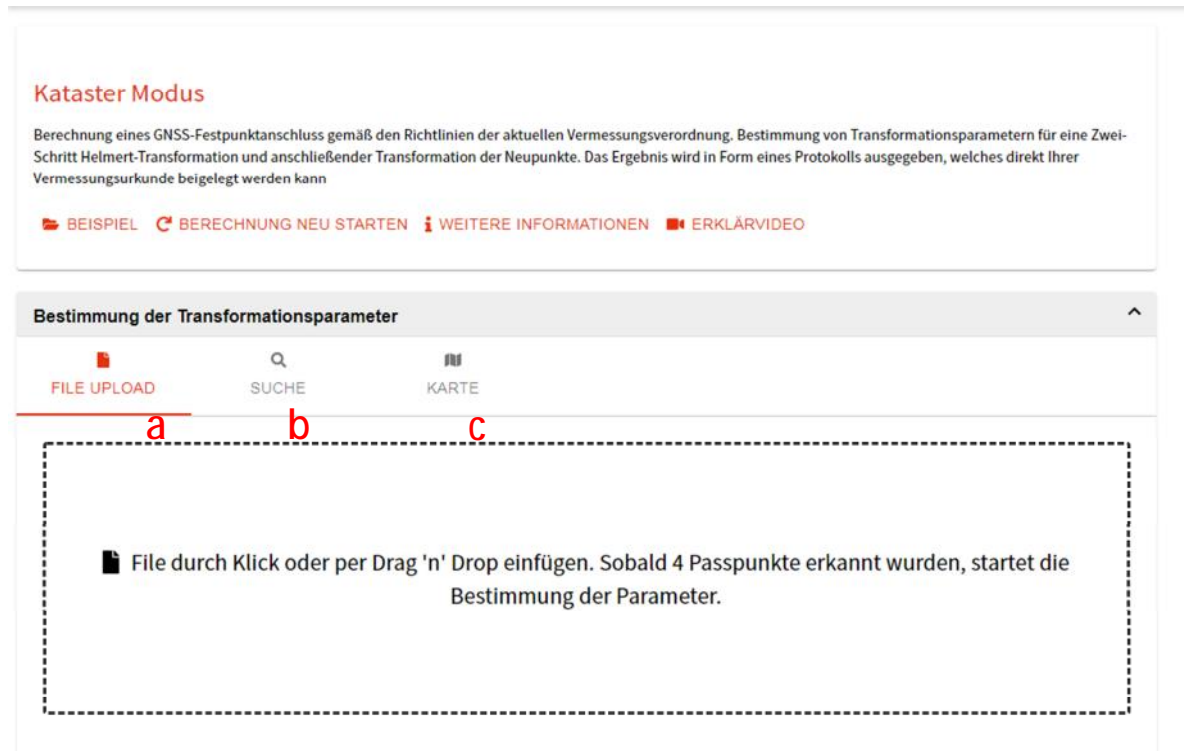 Kataster Modus
Berechnung eines GNSS-Festpunktanschluss gemäß den Richtlinien der aktuellen Vermessungsverordnung. Bestimmung von Transformationsparametern für eine Zwei-
Schritt Helmert-Transformation und anschließender Transformation der Neupunkte. Das Ergebnis wird in Form eines Protokolls ausgegeben, welches direkt Ihrer
Vermessungsurkunde beigelegt werden kann
BEISPIEL BERECHNUNG NEU STARTEN WEITERE INFORMATIONEN ERKLÄRVIDEO
Bestimmung der Transformationsparameter
FILE UPLOAD SUCHE KARTE
a b c
File durch Klick oder per Drag 'n' Drop einfügen. Sobald 4 Passpunkte erkannt wurden, startet die
Bestimmung der Parameter.